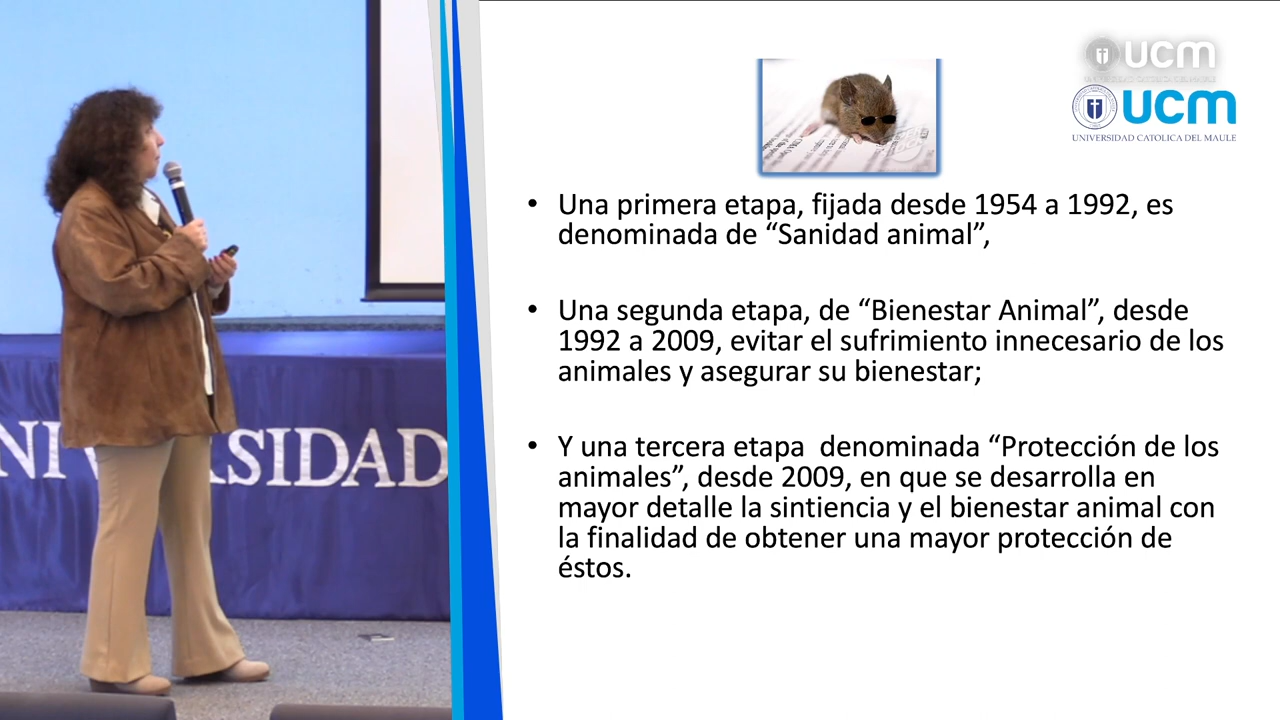 ucm
ucm
UNIVERSIDAD CATOLICA DEL MAULE
• Una primera etapa, fijada desde 1954 a 1992, es
denominada de “Sanidad animal”,
• Una segunda etapa, de “Bienestar Animal”, desde
1992 a 2009, evitar el sufrimiento innecesario de los
animales y asegurar su bienestar;
• Y una tercera etapa  denominada “Protección de los
animales”, desde 2009, en que se desarrolla en
mayor detalle la sintiencia y el bienestar animal con
la finalidad de obtener una mayor protección de
éstos.
NIV RSIDAD